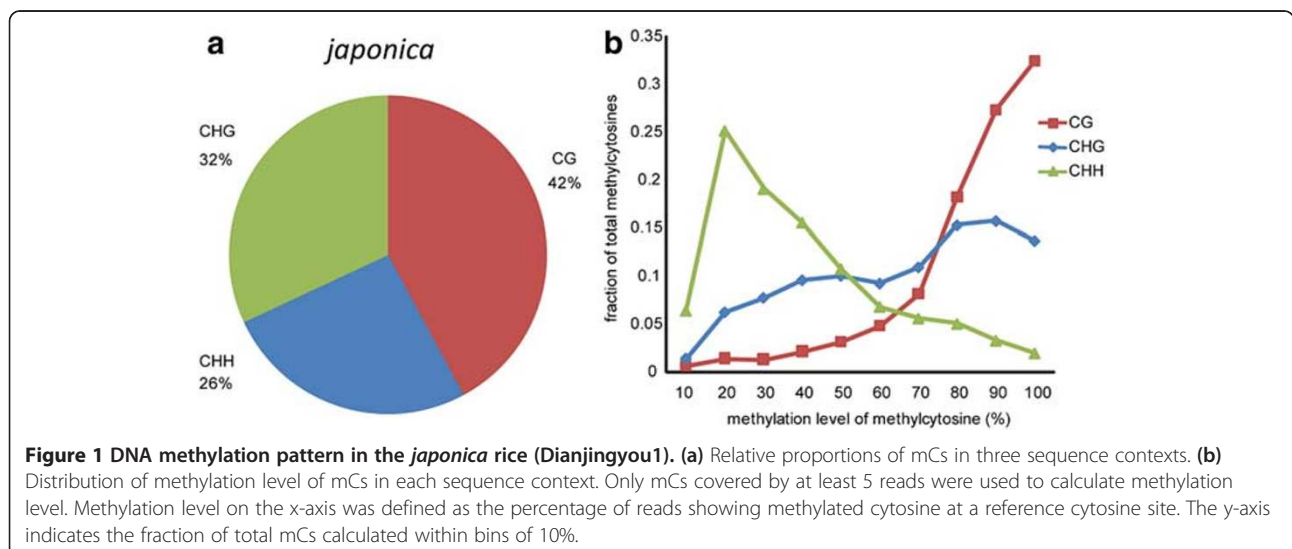 a
japonica
CHG
32%
CG
42%
CHH
26%
b
0.35
0.3
0.25
0.2
0.15
0.1
0.05
0
fraction of total methylcytosines
10 20 30 40 50 60 70 80 90 100
methylation level of methylcytosine (%)
CG
CHG
CHH
Figure 1 DNA methylation pattern in the japonica rice (Dianjingyou1). (a) Relative proportions of mCs in three sequence contexts. (b)
Distribution of methylation level of mCs in each sequence context. Only mCs covered by at least 5 reads were used to calculate methylation
level. Methylation level on the x-axis was defined as the percentage of reads showing methylated cytosine at a reference cytosine site. The y-axis
indicates the fraction of total mCs calculated within bins of 10%.